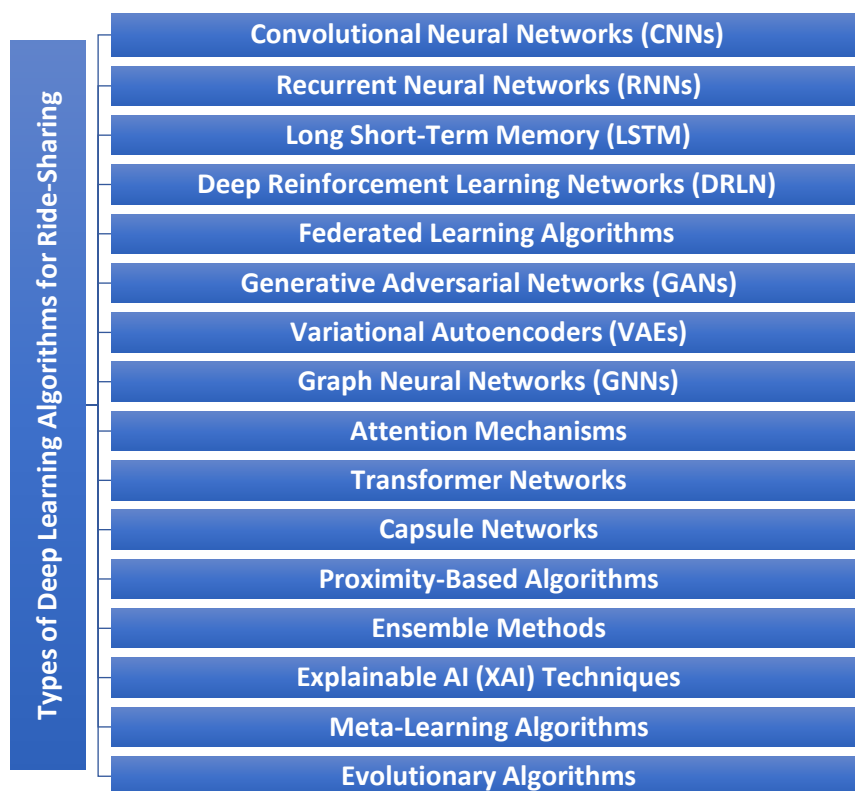 Types of Deep Learning Algorithms for Ride-Sharing
Convolutional Neural Networks (CNNs)
Recurrent Neural Networks (RNNs)
Long Short-Term Memory (LSTM)
Deep Reinforcement Learning Networks (DRLN)
Federated Learning Algorithms
Generative Adversarial Networks (GANs)
Variational Autoencoders (VAEs)
Graph Neural Networks (GNNs)
Attention Mechanisms
Transformer Networks
Capsule Networks
Proximity-Based Algorithms
Ensemble Methods
Explainable AI (XAI) Techniques
Meta-Learning Algorithms
Evolutionary Algorithms